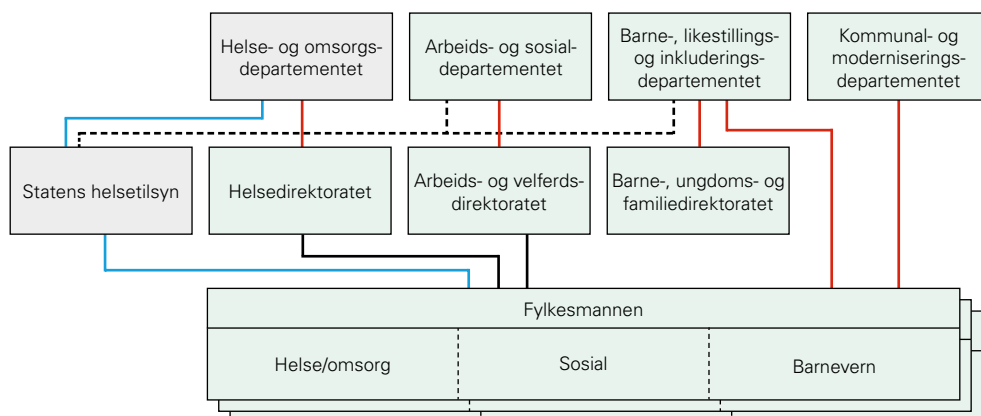 Helse- og omsorgs-
departementet
Arbeids- og sosial-
departementet
Barne-, likestillings-
og inkluderings-
departementet
Kommunal- og
moderniserings-
departementet
Statens helsetilsyn
Helsedirektoratet
Arbeids- og velferds-
direktoratet
Barne-, ungdoms- og
familiedirektoratet
Fylkesmannen
Helse/omsorg
Sosial
Barnevern